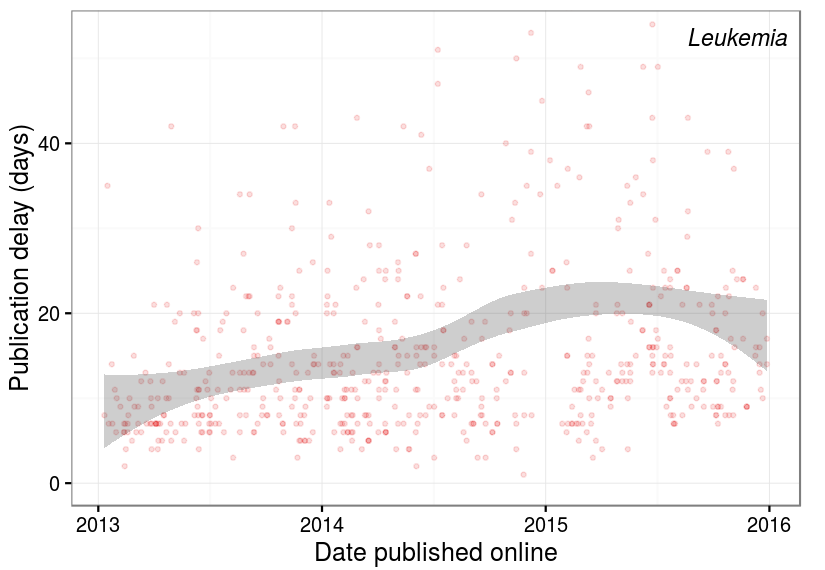 Leukemia
Publication delay (days)
40
20
0
2013 2014 2015 2016
Date published online